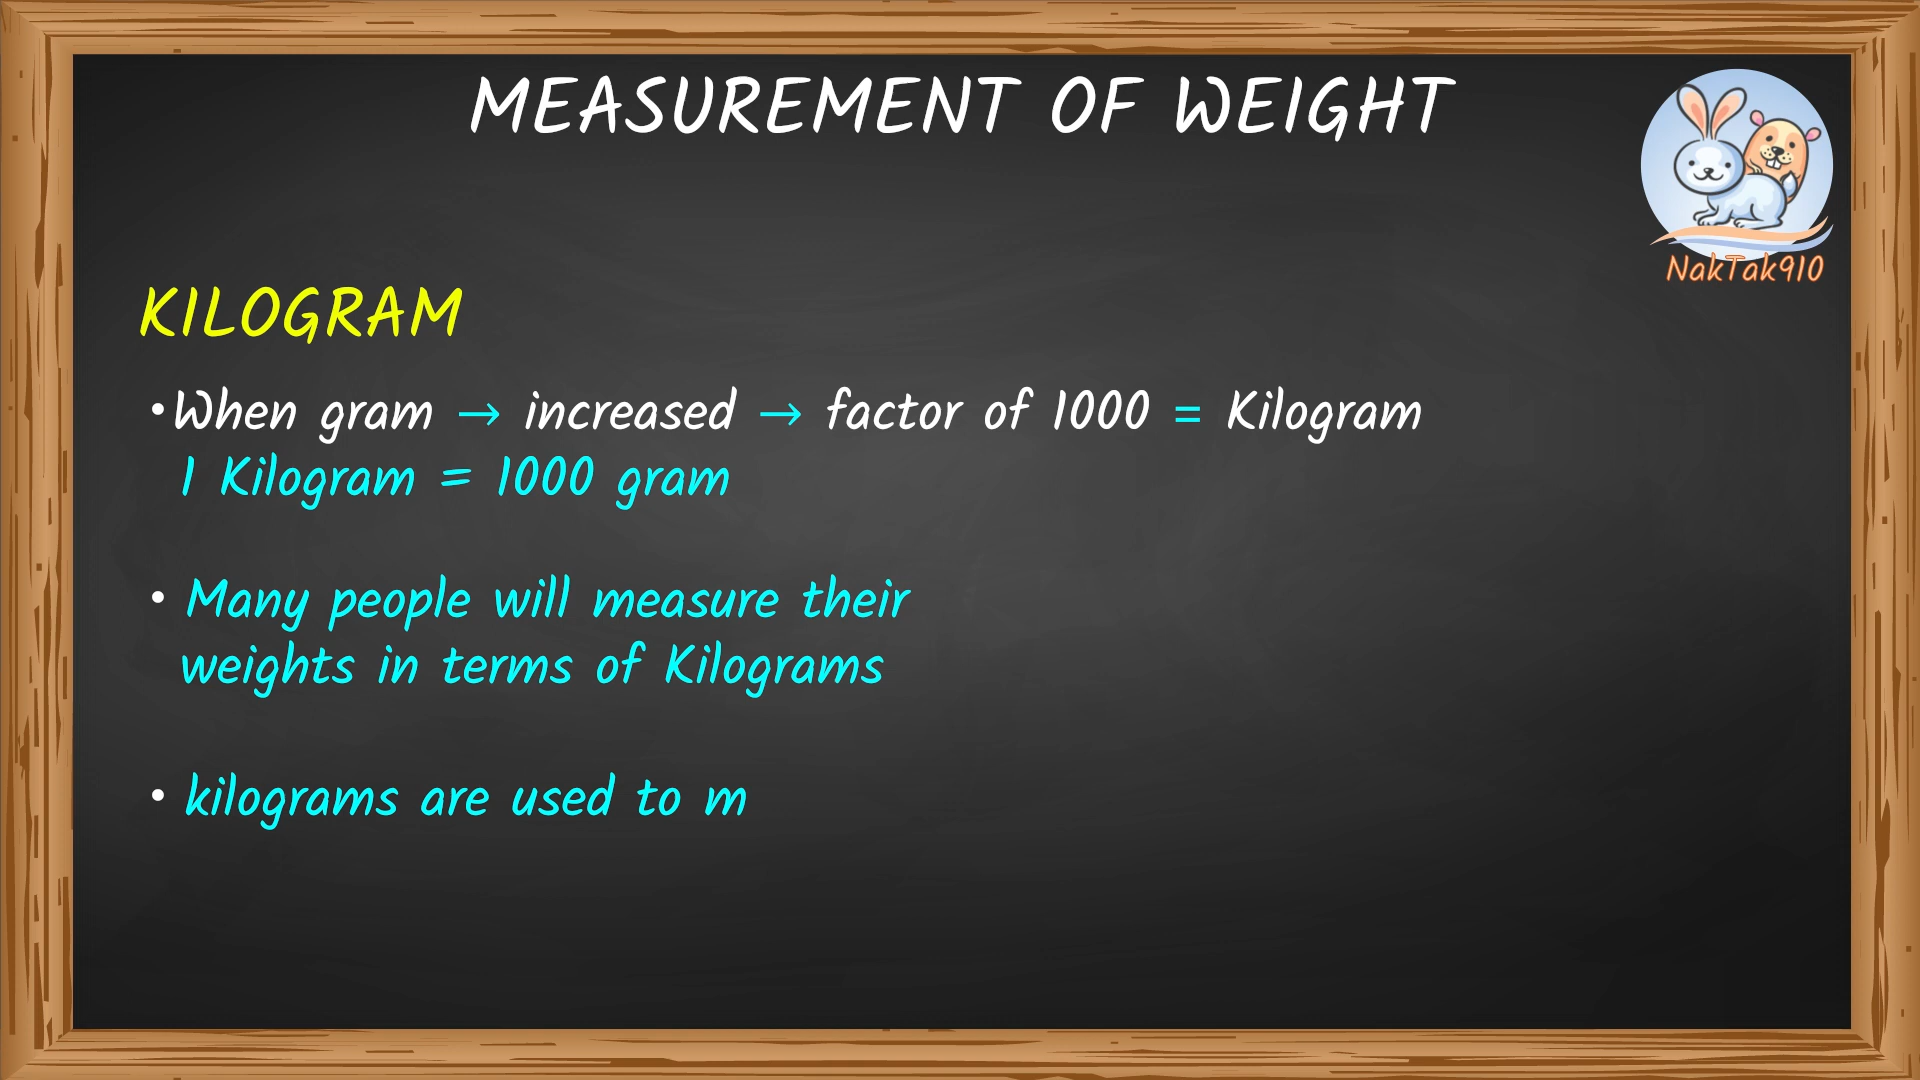 MEASUREMENT OF WEIGHT
NakTak910
KILOGRAM
•When gram → increased → factor of 1000 = Kilogram
1 Kilogram = 1000 gram
• Many people will measure their
weights in terms of Kilograms
• kilograms are used to m